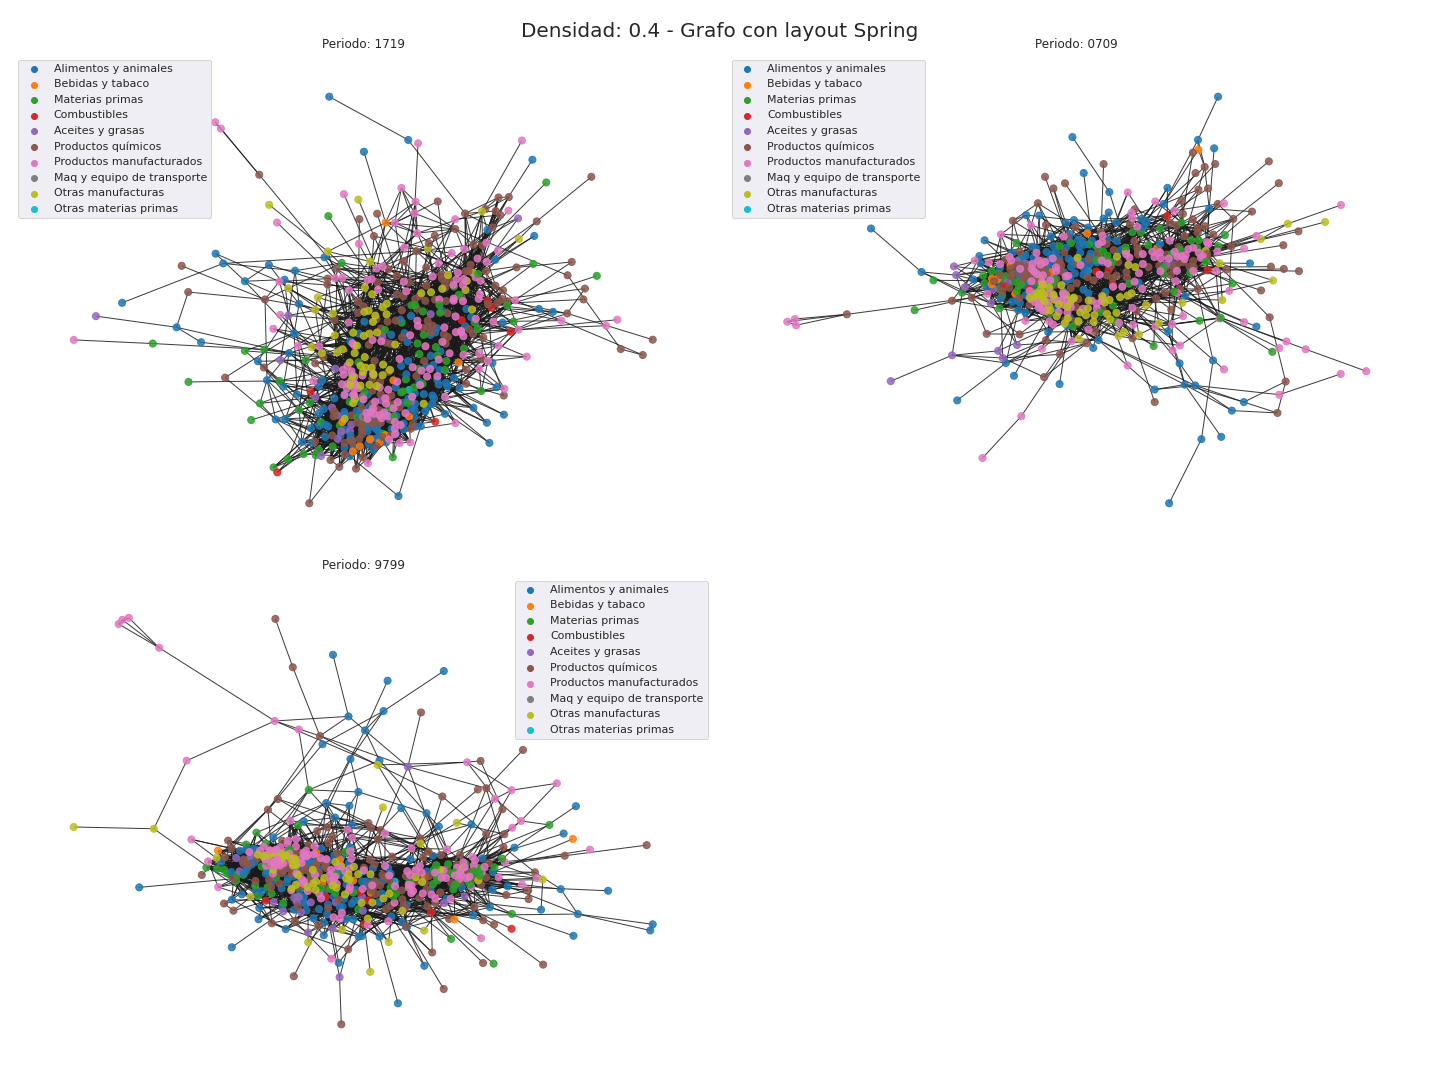 Densidad: 0.4 - Grafo con layout Spring
Periodo: 1719
Alimentos y animales
Bebidas y tabaco
Materias primas
Combustibles
Aceites y grasas
Productos químicos
Productos manufacturados
Maq y equipo de transporte
Otras manufacturas
Otras materias primas
Periodo: 0709
Alimentos y animales
Bebidas y tabaco
Materias primas
Combustibles
Aceites y grasas
Productos químicos
Productos manufacturados
Maq y equipo de transporte
Otras manufacturas
Otras materias primas
Periodo: 9799
Alimentos y animales
Bebidas y tabaco
Materias primas
Combustibles
Aceites y grasas
Productos químicos
Productos manufacturados
Maq y equipo de transporte
Otras manufacturas
Otras materias primas